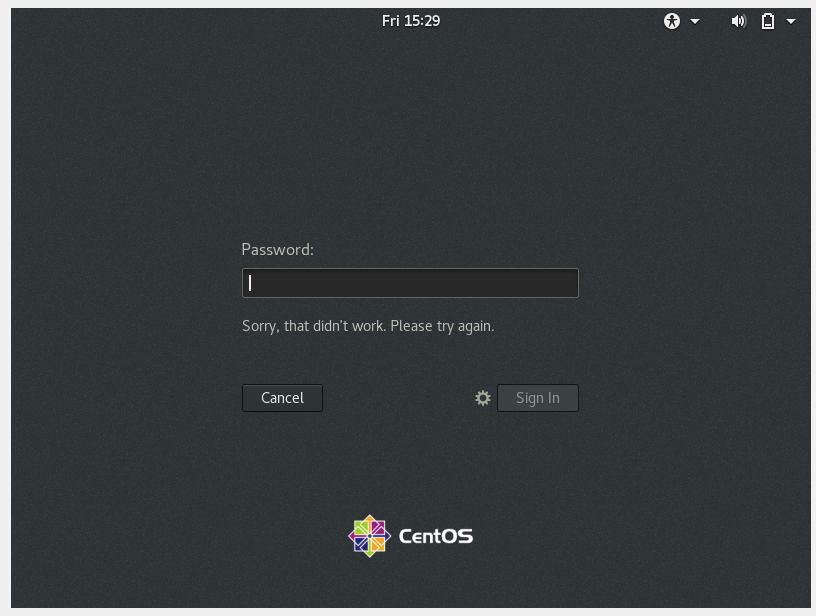 Fri 15:29
Password:
Sorry, that didn't work. Please try again.
Cancel
Sign In
CentOS